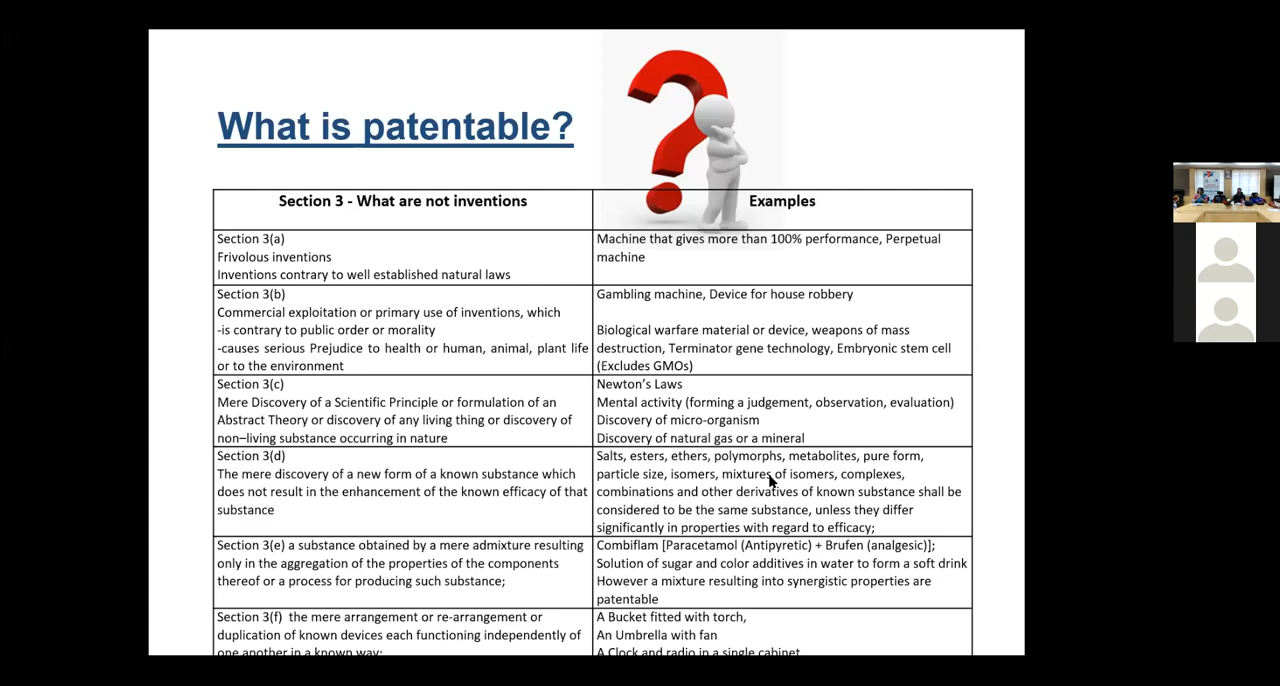 What is patentable?
Section 3 - What are not inventions
Examples
Section 3(a)
Frivolous inventions
Inventions contrary to well established natural laws
Machine that gives more than 100% performance, Perpetual
machine
Section 3(b)
Commercial exploitation or primary use of inventions, which
-is contrary to public order or morality
-causes serious Prejudice to health or human, animal, plant life
or to the environment
Gambling machine, Device for house robbery
Biological warfare material or device, weapons of mass
destruction, Terminator gene technology, Embryonic stem cell
(Excludes GMOs)
Section 3(c)
Mere Discovery of a Scientific Principle or formulation of an
Abstract Theory or discovery of any living thing or discovery of
non–living substance occurring in nature
Newton's Laws
Mental activity (forming a judgement, observation, evaluation)
Discovery of micro-organism
Discovery of natural gas or a mineral
Section 3(d)
The mere discovery of a new form of a known substance which
does not result in the enhancement of the known efficacy of that
substance
Salts, esters, ethers, polymorphs, metabolites, pure form,
particle size, isomers, mixtures of isomers, complexes,
combinations and other derivatives of known substance shall be
considered to be the same substance, unless they differ
significantly in properties with regard to efficacy;
Section 3(e) a substance obtained by a mere admixture resulting
only in the aggregation of the properties of the components
thereof or a process for producing such substance;
Combiflam [Paracetamol (Antipyretic) + Brufen (analgesic)];
Solution of sugar and color additives in water to form a soft drink
However a mixture resulting into synergistic properties are
patentable
Section 3(f) the mere arrangement or re-arrangement or
duplication of known devices each functioning independently of
one another in a known way;
A Bucket fitted with torch,
An Umbrella with fan
A Clock and radio in a single cabinet